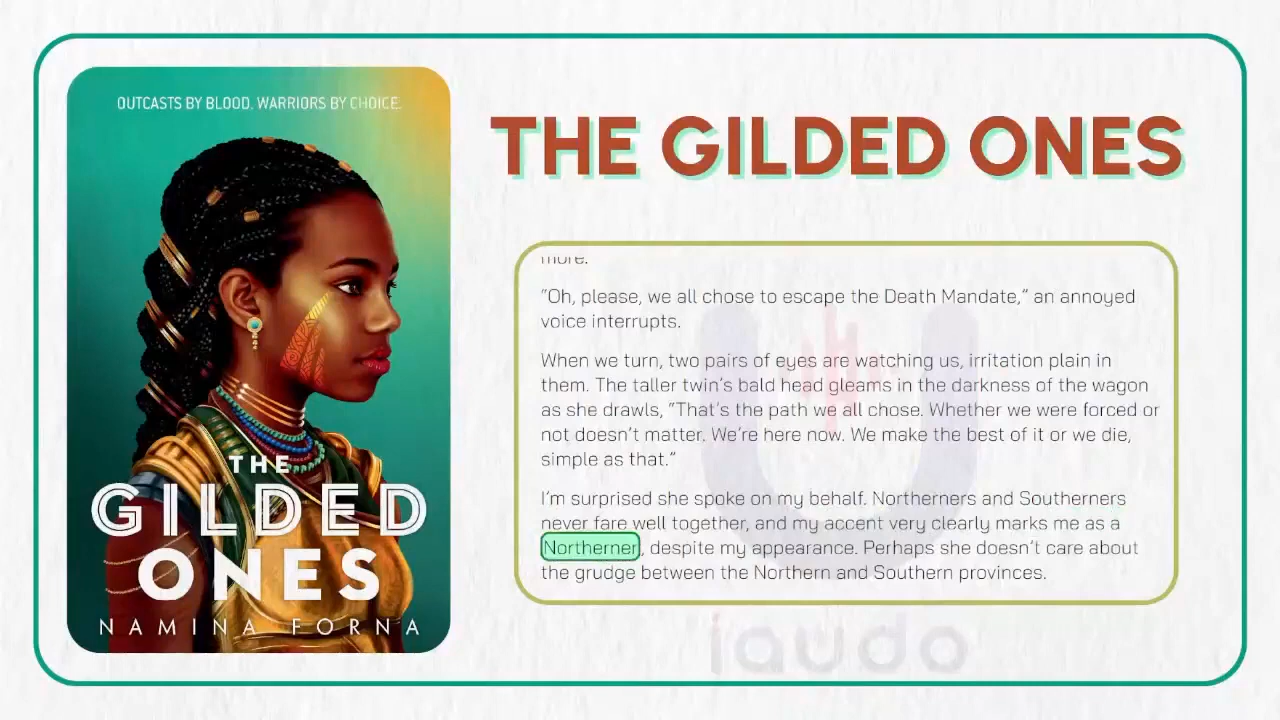 OUTCASTS BY BLOOD. WARRIORS BY CHOICE.
THE
GILDED
ONES
NAMINA FORNA
THE GILDED ONES
more.
“Oh, please, we all chose to escape the Death Mandate,” an annoyed
voice interrupts.
When we turn, two pairs of eyes are watching us, irritation plain in
them. The taller twin’s bald head gleams in the darkness of the wagon
as she drawls, “That’s the path we all chose. Whether we were forced or
not doesn’t matter. We’re here now. We make the best of it or we die,
simple as that.”
I’m surprised she spoke on my behalf. Northerners and Southerners
never fare well together, and my accent very clearly marks me as a
Northerner, despite my appearance. Perhaps she doesn’t care about
the grudge between the Northern and Southern provinces.
iaudo